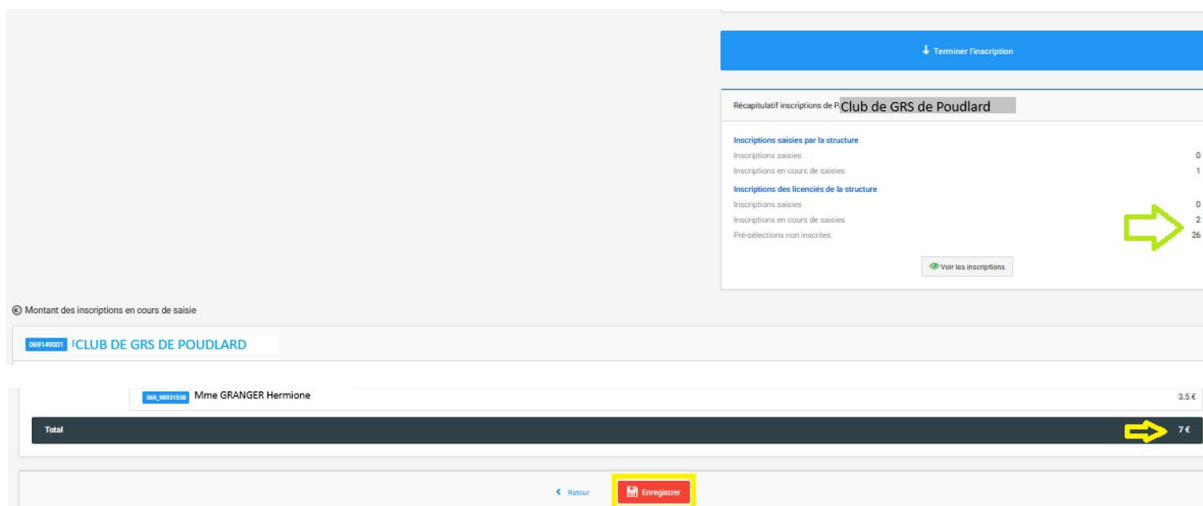 Terminer l'inscription
Récapitulatif inscriptions de P. Club de GRS de Poudlard
Inscriptions saisies par la structure
Inscriptions saisies 0
Inscriptions en cours de saisies 1
Inscriptions des licenciés de la structure
Inscriptions saisies 0
Inscriptions en cours de saisies 2
Pré-sélections non inscrites 26
Voir les inscriptions
Montant des inscriptions en cours de saisie
069149001 CLUB DE GRS DE POUDLARD
Mme GRANGER Hermione 3.5 €
Total 7 €
Retour Enregistrer